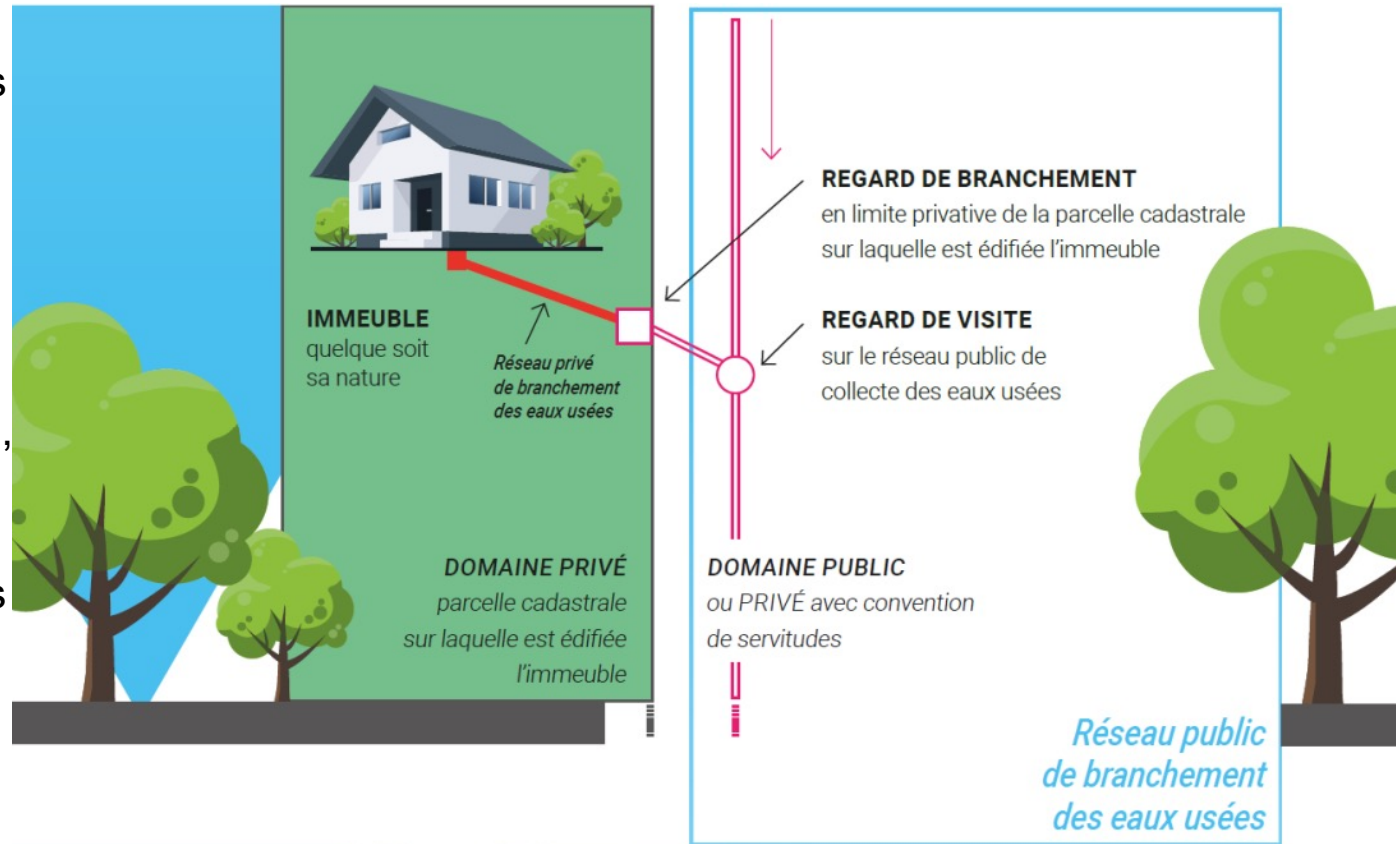 s
,
s
REGARD DE BRANCHEMENT
en limite privative de la parcelle cadastrale
sur laquelle est édifiée l’immeuble
IMMEUBLE
quelque soit
sa nature
Réseau privé
de branchement
des eaux usées
REGARD DE VISITE
sur le réseau public de
collecte des eaux usées
DOMAINE PRIVÉ
parcelle cadastrale
sur laquelle est édifiée
l’immeuble
DOMAINE PUBLIC
ou PRIVÉ avec convention
de servitudes
Réseau public
de branchement
des eaux usées